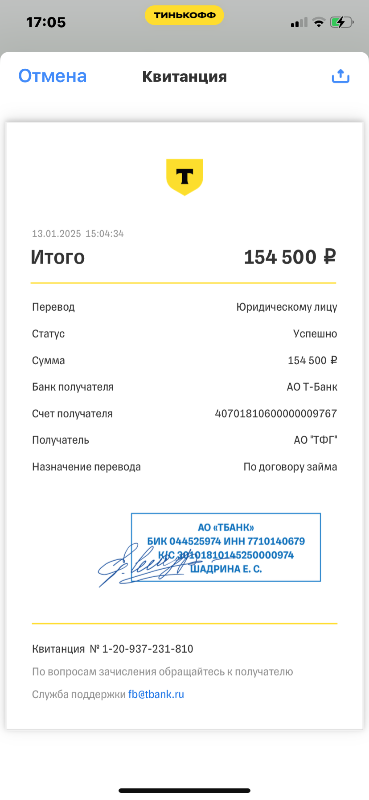 17:05
ТИНЬКОФФ
Отмена Квитанция
Т
13.01.2025 15:04:34
Итого 154 500 ₽
Перевод Юридическому лицу
Статус Успешно
Сумма 154 500 ₽
Банк получателя АО Т-Банк
Счет получателя 40701810600000009767
Получатель АО "ТФГ"
Назначение перевода По договору займа
АО «ТБАНК»
БИК 044525974 ИНН 7710140679
К/С 30101810145250000974
ШАДРИНА Е. С.
Квитанция № 1-20-937-231-810
По вопросам зачисления обращайтесь к получателю
Служба поддержки fb@tbank.ru